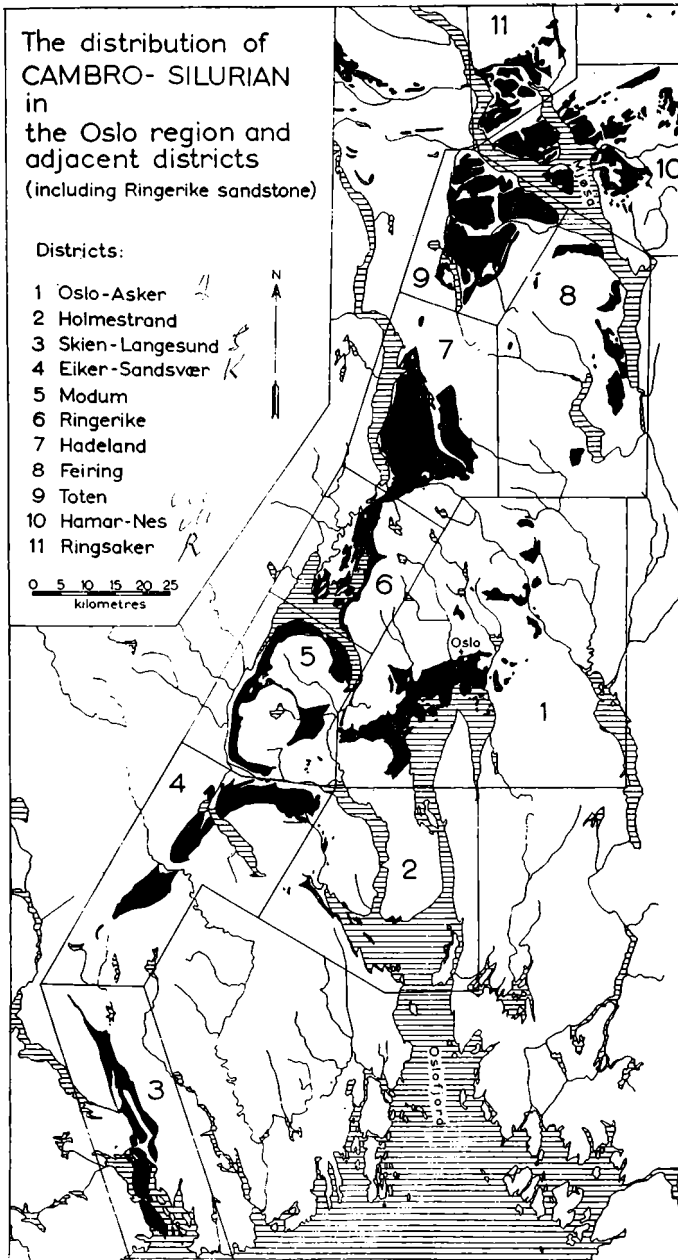 The distribution of
CAMBRO- SILURIAN
in
the Oslo region and
adjacent districts
(including Ringerike sandstone)
Districts:
1 Oslo-Asker
2 Holmestrand
3 Skien-Langesund
4 Eiker-Sandsvær K
5 Modum
6 Ringerike
7 Hadeland
8 Feiring
9 Toten
10 Hamar-Nes
11 Ringsaker R
N
0 5 10 15 20 25
kilometres
11
10
Mjøsa
9
8
7
6
5
Oslo
1
4
2
3
Oslofjord